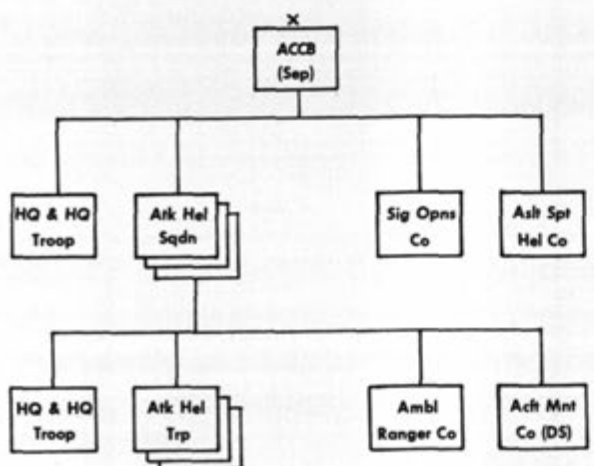 ×
ACCB
(Sep)
HQ & HQ
Troop
Atk Hel
Sqdn
Sig Opns
Co
Aslt Spt
Hel Co
HQ & HQ
Troop
Atk Hel
Trp
Ambl
Ranger Co
Acft Mnt
Co (DS)